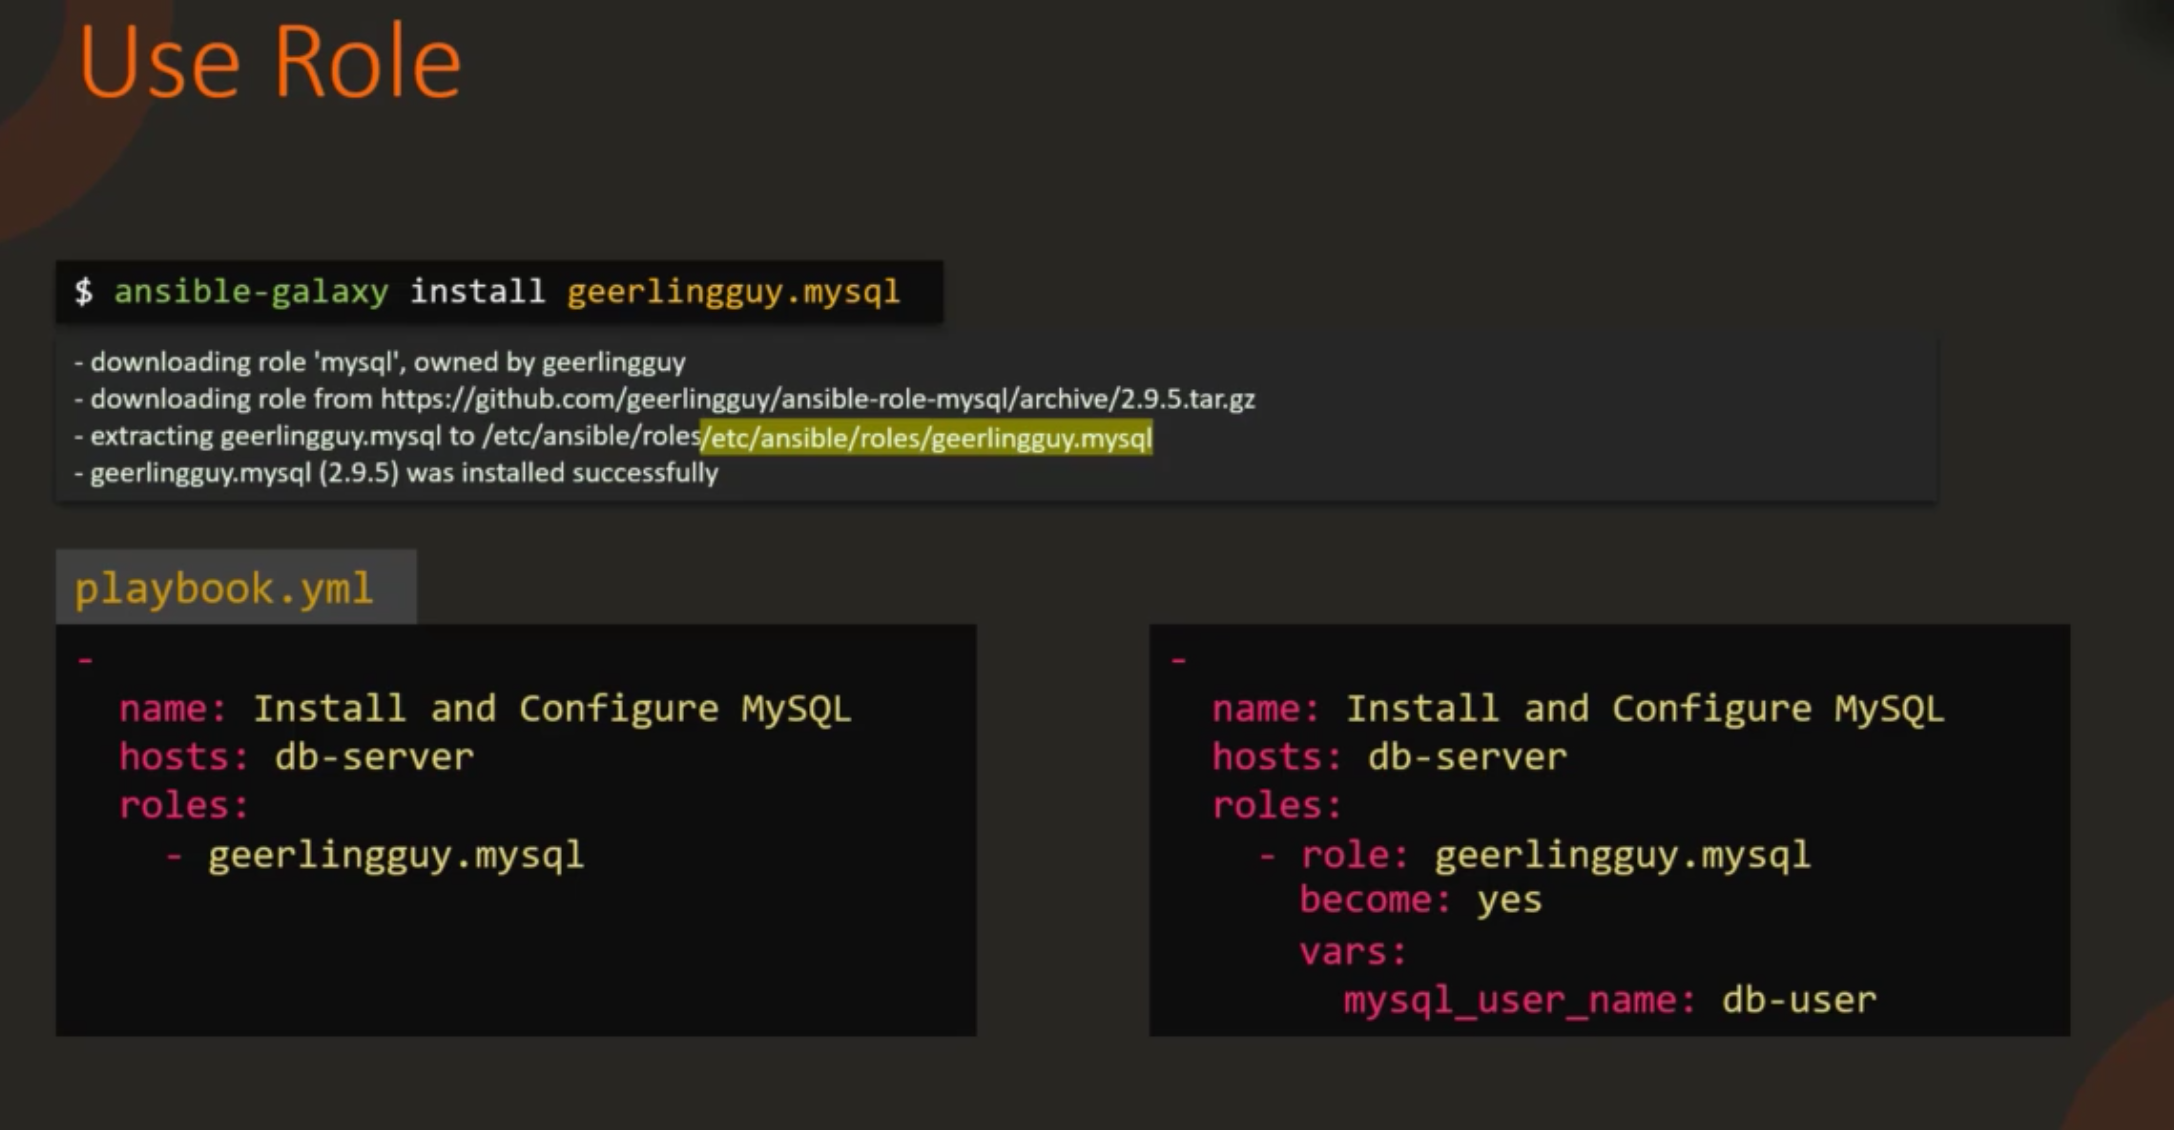 Use Role
$ ansible-galaxy install geerlingguy.mysql
- downloading role 'mysql', owned by geerlingguy
- downloading role from https://github.com/geerlingguy/ansible-role-mysql/archive/2.9.5.tar.gz
- extracting geerlingguy.mysql to /etc/ansible/roles/etc/ansible/roles/geerlingguy.mysql
- geerlingguy.mysql (2.9.5) was installed successfully
playbook.yml
-
name: Install and Configure MySQL
hosts: db-server
roles:
- geerlingguy.mysql
-
name: Install and Configure MySQL
hosts: db-server
roles:
- role: geerlingguy.mysql
become: yes
vars:
mysql_user_name: db-user